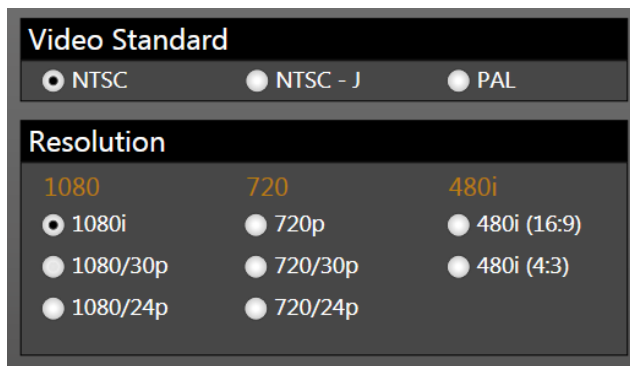 Video Standard
NTSC NTSC - J PAL
Resolution
1080 720 480i
1080i 720p 480i (16:9)
1080/30p 720/30p 480i (4:3)
1080/24p 720/24p